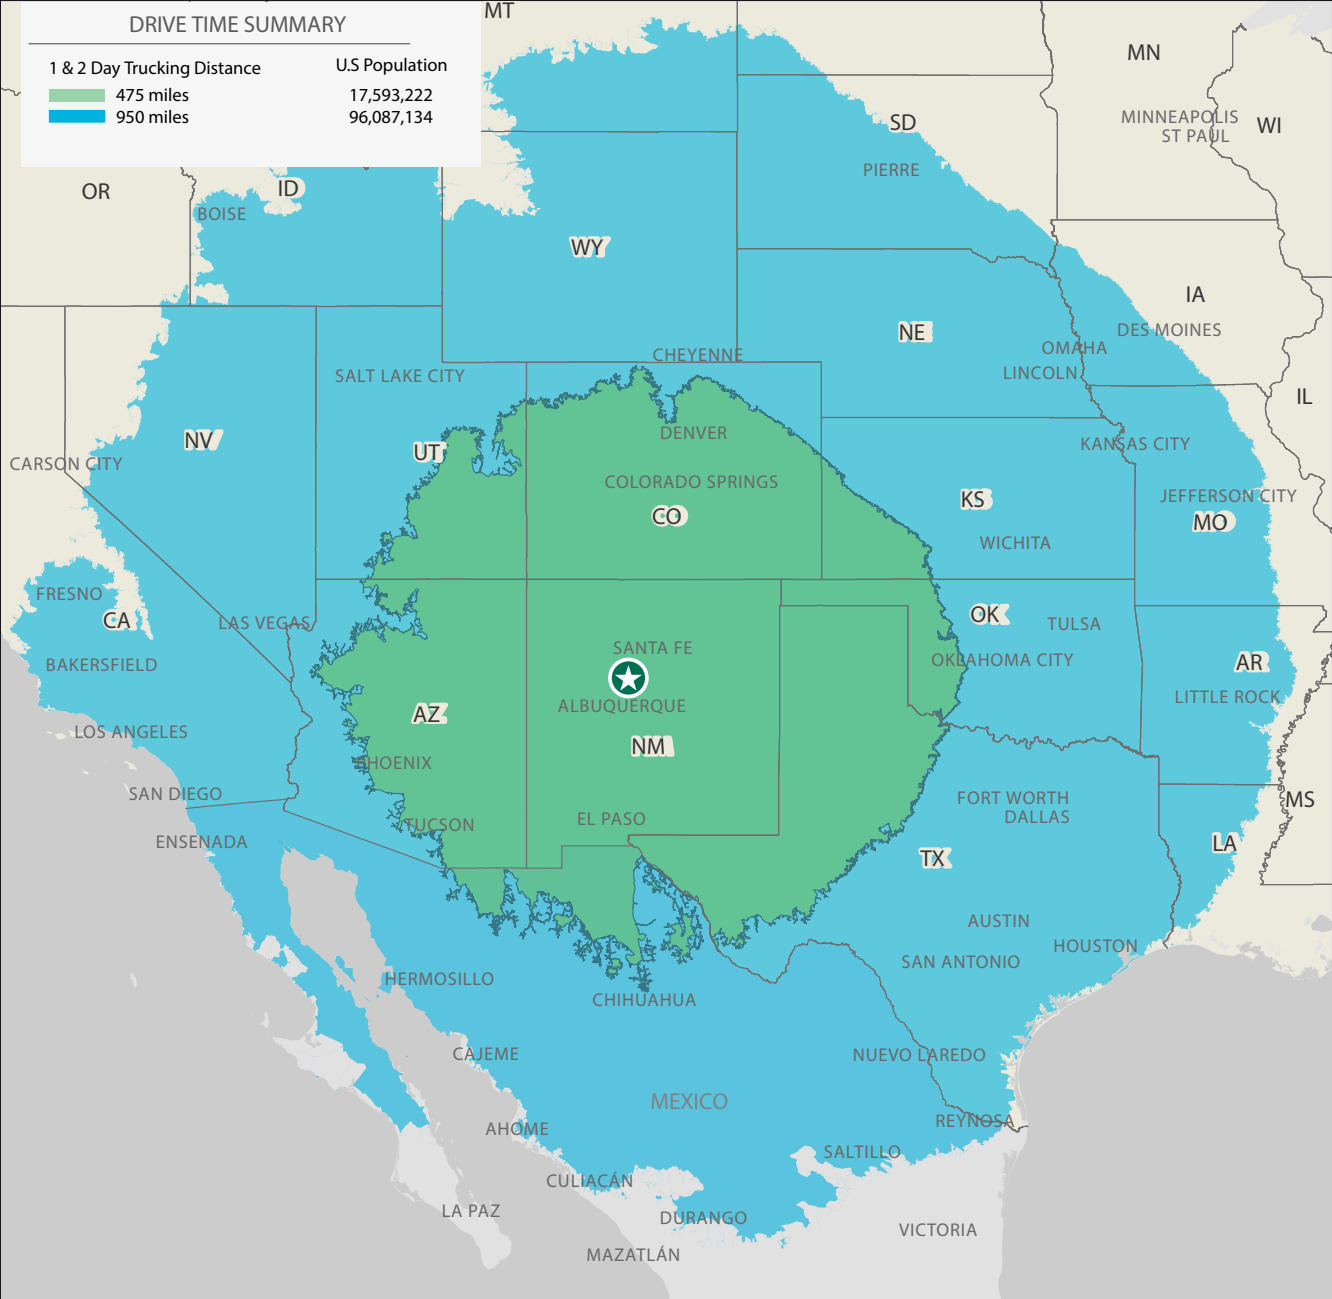 DRIVE TIME SUMMARY
1 & 2 Day Trucking Distance U.S Population
475 miles 17,593,222
950 miles 96,087,134
MT
MN
MINNEAPOLIS
ST PAUL
WI
SD
PIERRE
OR
ID
BOISE
WY
IA
DES MOINES
NE
OMAHA
LINCOLN
CHEYENNE
SALT LAKE CITY
IL
NV
UT
DENVER
KANSAS CITY
CARSON CITY
COLORADO SPRINGS
CO
KS
JEFFERSON CITY
MO
WICHITA
FRESNO
CA
LAS VEGAS
OK
TULSA
SANTA FE
OKLAHOMA CITY
AR
BAKERSFIELD
LITTLE ROCK
ALBUQUERQUE
AZ
NM
LOS ANGELES
PHOENIX
SAN DIEGO
FORT WORTH
DALLAS
MS
TUCSON
EL PASO
ENSENADA
LA
TX
AUSTIN
HOUSTON
SAN ANTONIO
HERMOSILLO
CHIHUAHUA
CAJEME
NUEVO LAREDO
MEXICO
REYNOSA
AHOME
SALTILLO
CULIACÁN
LA PAZ
DURANGO
VICTORIA
MAZATLÁN